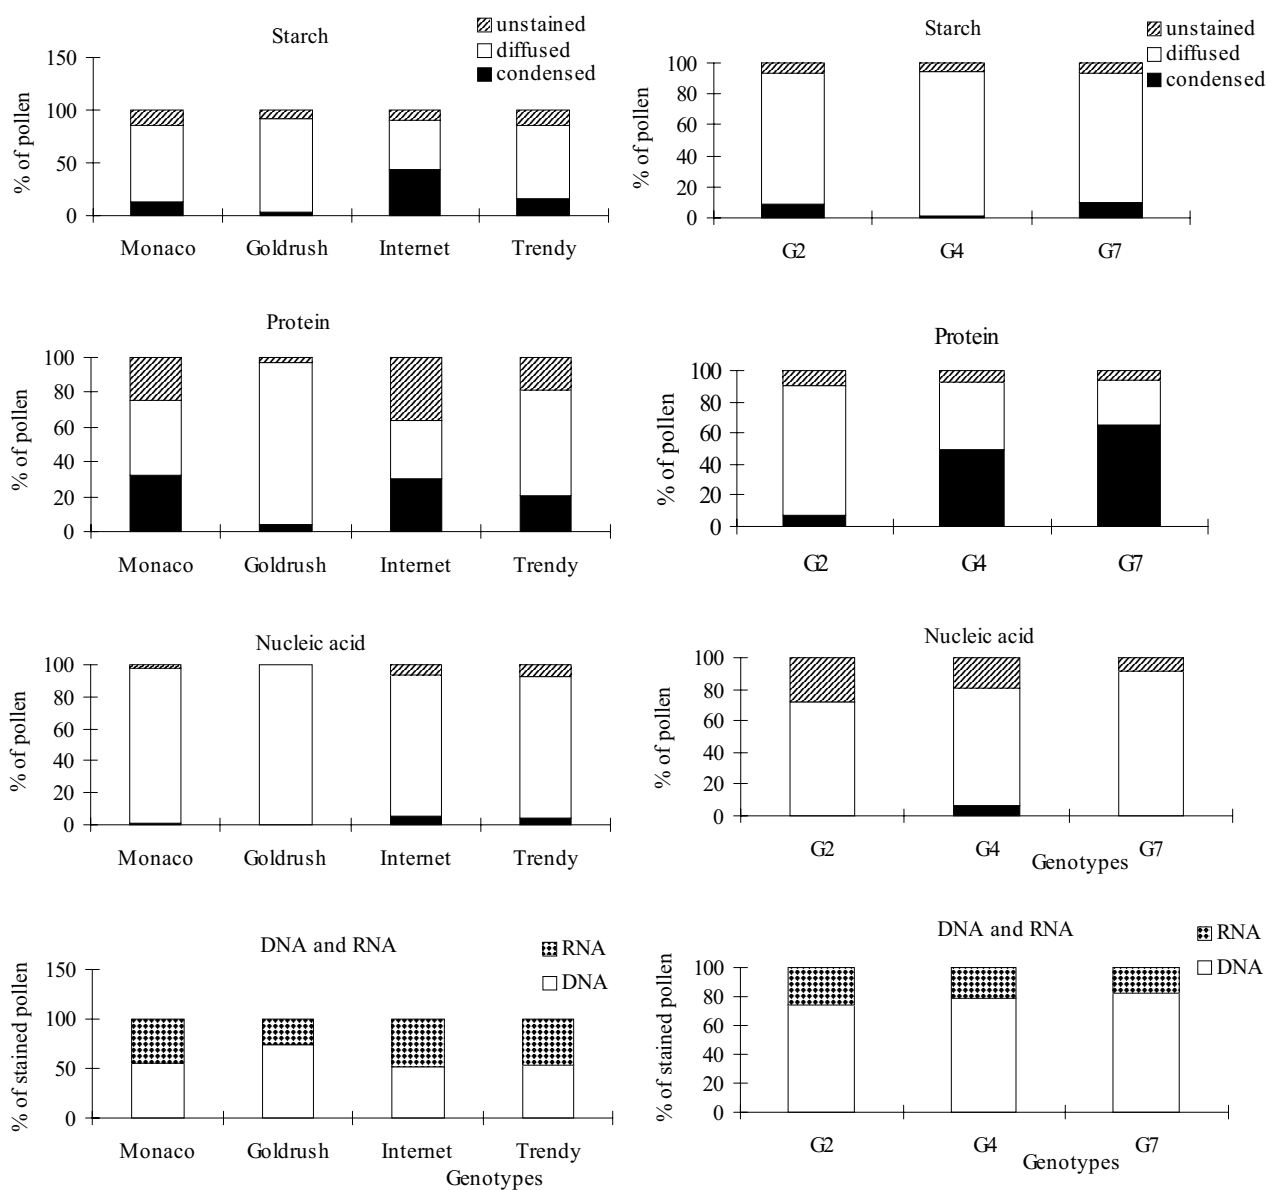 Starch
unstained
diffused
condensed
% of pollen
150
100
50
0
Monaco Goldrush Internet Trendy
Starch
unstained
diffused
condensed
% of pollen
100
80
60
40
20
0
G2 G4 G7
Protein
% of pollen
100
80
60
40
20
0
Monaco Goldrush Internet Trendy
Protein
% of pollen
100
80
60
40
20
0
G2 G4 G7
Nucleic acid
% of pollen
100
80
60
40
20
0
Monaco Goldrush Internet Trendy
Nucleic acid
% of pollen
100
80
60
40
20
0
G2 G4 G7
Genotypes
DNA and RNA
RNA
DNA
% of stained pollen
150
100
50
0
Monaco Goldrush Internet Trendy
Genotypes
DNA and RNA
RNA
DNA
% of stained pollen
100
80
60
40
20
0
G2 G4 G7
Genotypes